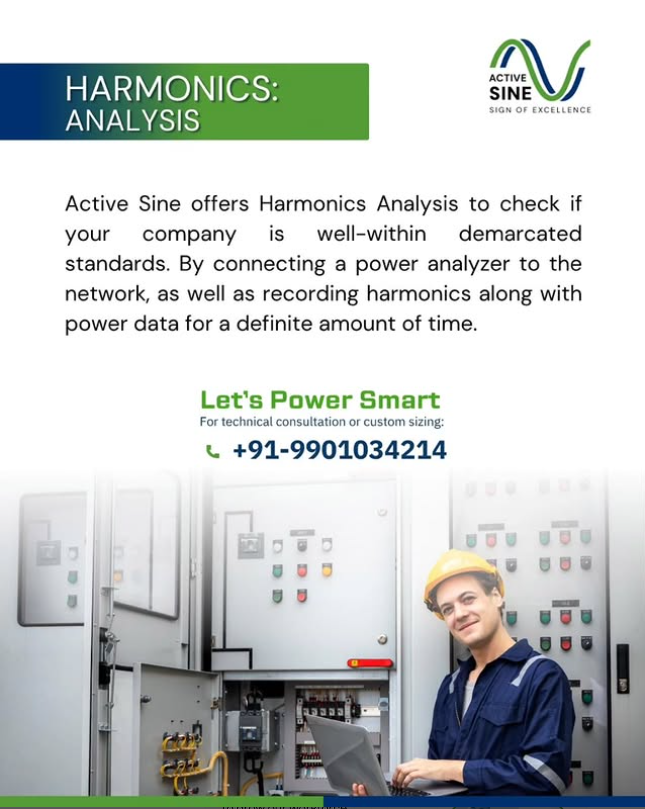 HARMONICS:
ANALYSIS
ACTIVE
SINE
SIGN OF EXCELLENCE
Active Sine offers Harmonics Analysis to check if
your company is well-within demarcated
standards. By connecting a power analyzer to the
network, as well as recording harmonics along with
power data for a definite amount of time.
Let's Power Smart
For technical consultation or custom sizing:
+91-9901034214